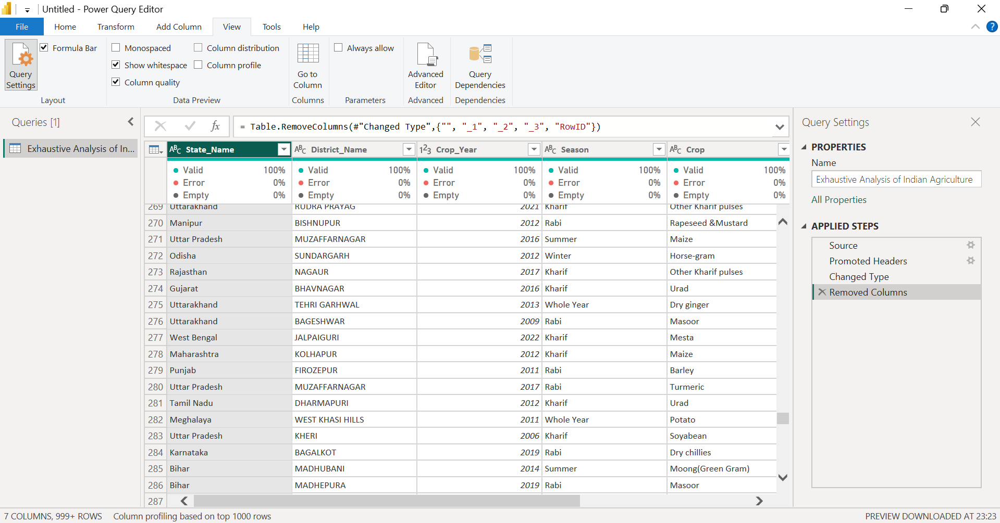 Untitled - Power Query Editor
File Home Transform Add Column View Tools Help
Query Settings
Formula Bar
Layout
Monospaced
Show whitespace
Column quality
Column distribution
Column profile
Data Preview
Go to Column
Columns
Always allow
Parameters
Advanced Editor
Advanced
Query Dependencies
Dependencies
Queries [1]
Exhaustive Analysis of In...
fx
= Table.RemoveColumns(#"Changed Type",{"", "_1", "_2", "_3", "RowID"})
ABC State_Name ABC District_Name 123 Crop_Year ABC Season ABC Crop
Valid 100% Valid 100% Valid 100% Valid 100% Valid 100%
Error 0% Error 0% Error 0% Error 0% Error 0%
Empty 0% Empty 0% Empty 0% Empty 0% Empty 0%
269 Uttarakhand RUDRA PRAYAG 2021 Kharif Other Kharif pulses
270 Manipur BISHNUPUR 2012 Rabi Rapeseed &Mustard
271 Uttar Pradesh MUZAFFARNAGAR 2016 Summer Maize
272 Odisha SUNDARGARH 2012 Winter Horse-gram
273 Rajasthan NAGAUR 2017 Kharif Other Kharif pulses
274 Gujarat BHAVNAGAR 2016 Kharif Urad
275 Uttarakhand TEHRI GARHWAL 2013 Whole Year Dry ginger
276 Uttarakhand BAGESHWAR 2009 Rabi Masoor
277 West Bengal JALPAIGURI 2022 Kharif Mesta
278 Maharashtra KOLHAPUR 2012 Kharif Maize
279 Punjab FIROZEPUR 2011 Rabi Barley
280 Uttar Pradesh MUZAFFARNAGAR 2017 Rabi Turmeric
281 Tamil Nadu DHARMAPURI 2012 Kharif Urad
282 Meghalaya WEST KHASI HILLS 2011 Whole Year Potato
283 Uttar Pradesh KHERI 2006 Kharif Soyabean
284 Karnataka BAGALKOT 2019 Rabi Dry chillies
285 Bihar MADHUBANI 2014 Summer Moong(Green Gram)
286 Bihar MADHEPURA 2019 Rabi Masoor
287
Query Settings
PROPERTIES
Name
Exhaustive Analysis of Indian Agriculture
All Properties
APPLIED STEPS
Source
Promoted Headers
Changed Type
Removed Columns
7 COLUMNS, 999+ ROWS Column profiling based on top 1000 rows PREVIEW DOWNLOADED AT 23:23